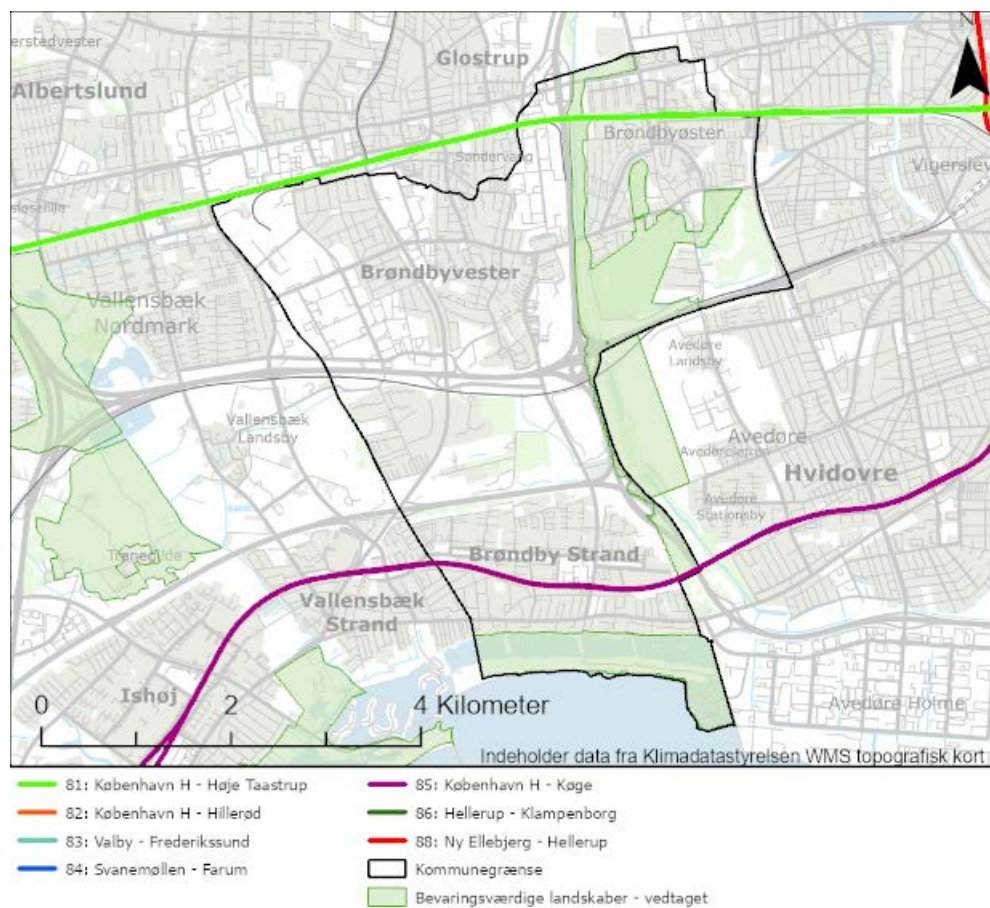 N
Glostrup
Albertslund
Brøndbyøster
Søndervang
Brøndbyvester
Vallensbæk
Nordmark
Avedøre
Landsby
Vallensbæk
Landsby
Avedøre
Avedørelejren
Hvidovre
Avedøre
Stationsby
Brøndby Strand
Tranegilde
Vallensbæk
Strand
Ishøj
Avedøre Holme
0 2 4 Kilometer
Indeholder data fra Klimadatastyrelsen WMS topografisk kort
81: København H - Høje Taastrup
82: København H - Hillerød
83: Valby - Frederikssund
84: Svanemøllen - Farum
85: København H - Køge
86: Hellerup - Klampenborg
88: Ny Ellebjerg - Hellerup
Kommunegrænse
Bevaringsværdige landskaber - vedtaget